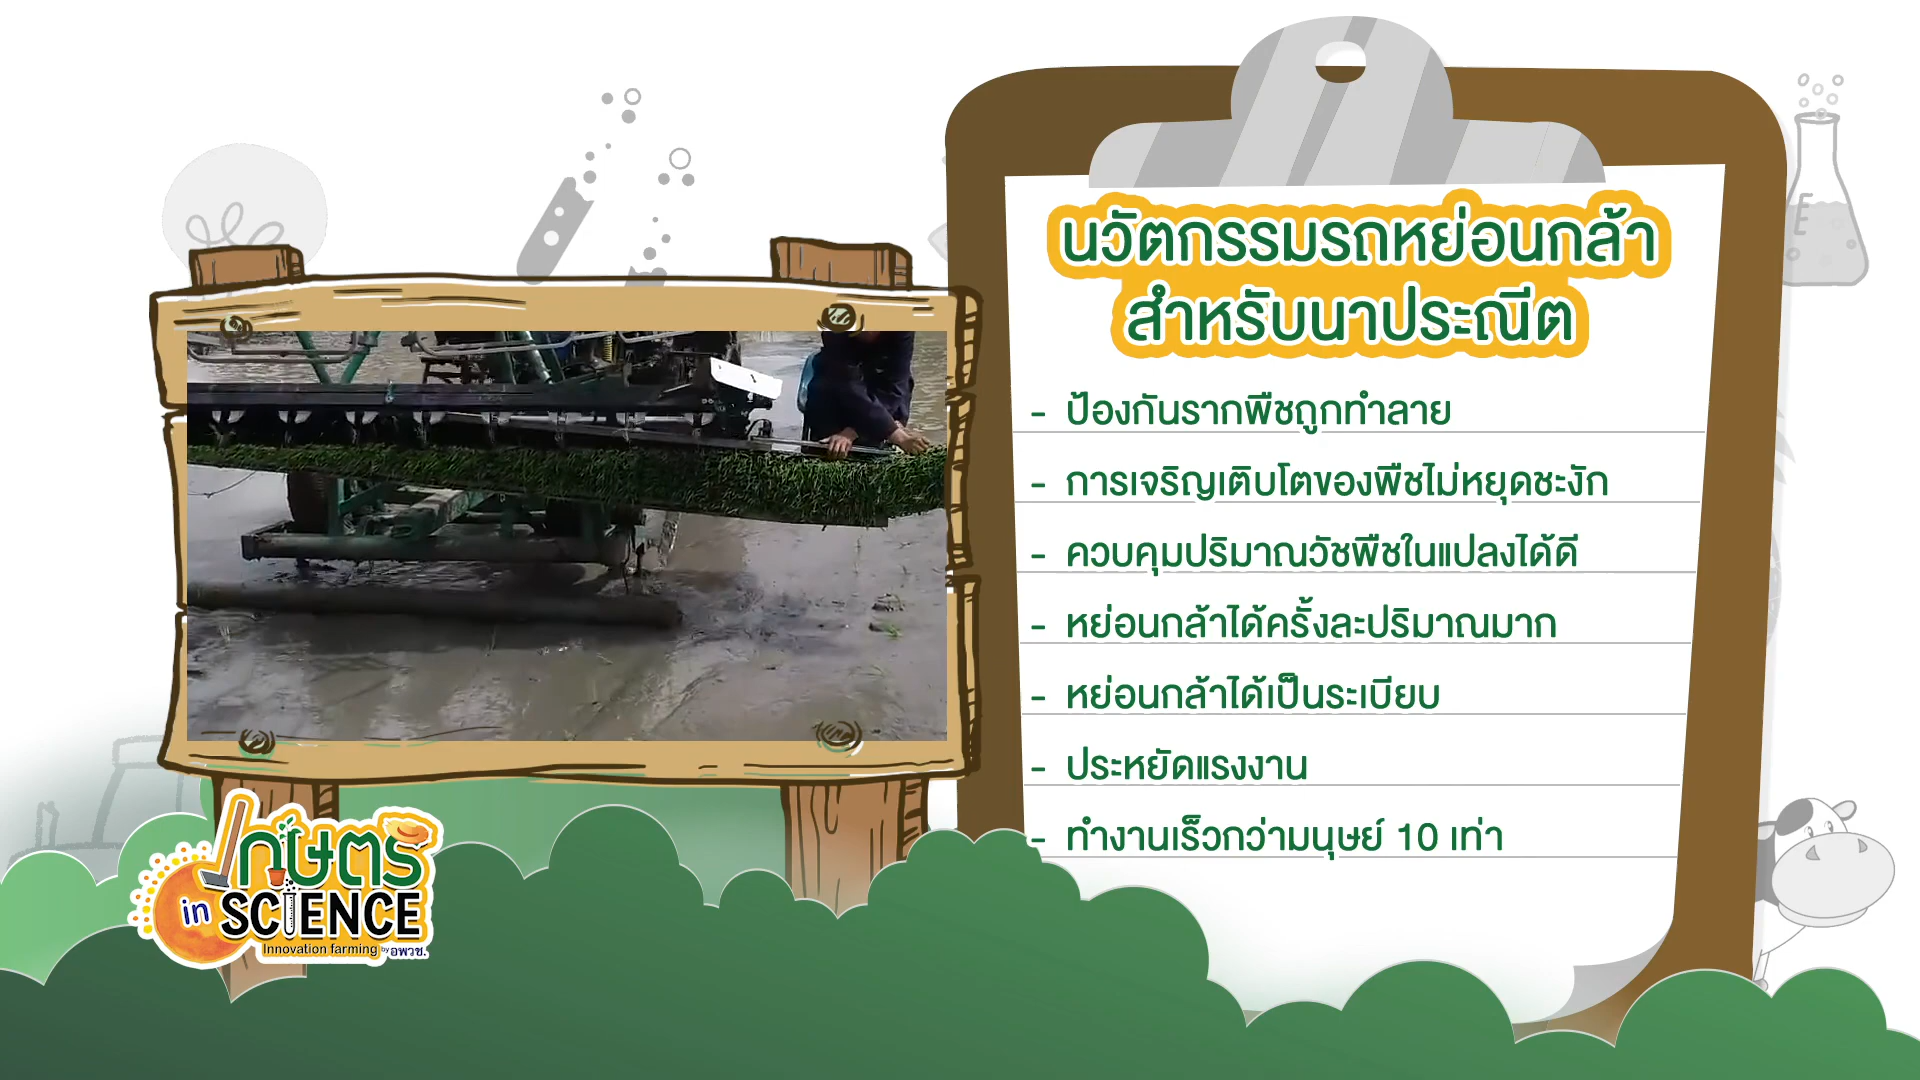 นวัตกรรมรถหย่อนกล้า
สำหรับนาประณีต
- ป้องกันรากพืชถูกทำลาย
- การเจริญเติบโตของพืชไม่หยุดชะงัก
- ควบคุมปริมาณวัชพืชในแปลงได้ดี
- หย่อนกล้าได้ครั้งละปริมาณมาก
- หย่อนกล้าได้เป็นระเบียบ
- ประหยัดแรงงาน
- ทำงานเร็วกว่ามนุษย์ 10 เท่า
เกษตร
in SCIENCE
Innovation farming by อพวช.